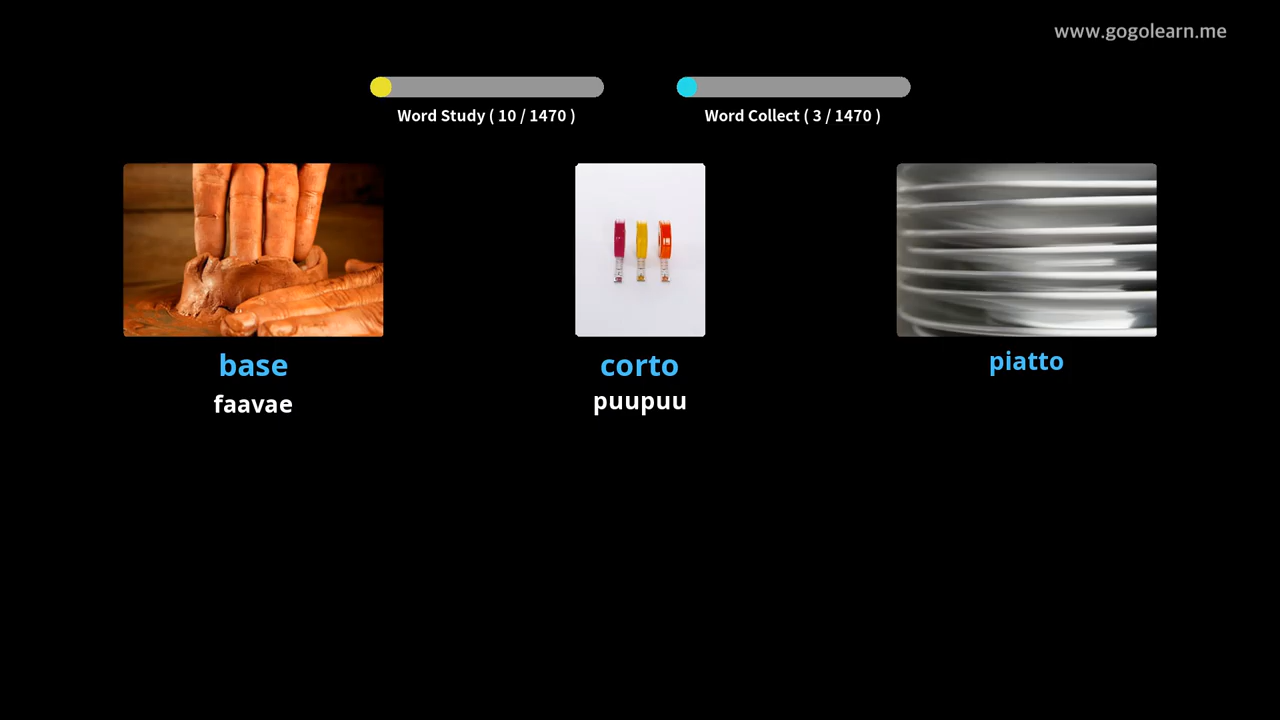 www.gogolearn.me
Word Study ( 10 / 1470 )
Word Collect ( 3 / 1470 )
base
faavae
corto
puupuu
piatto